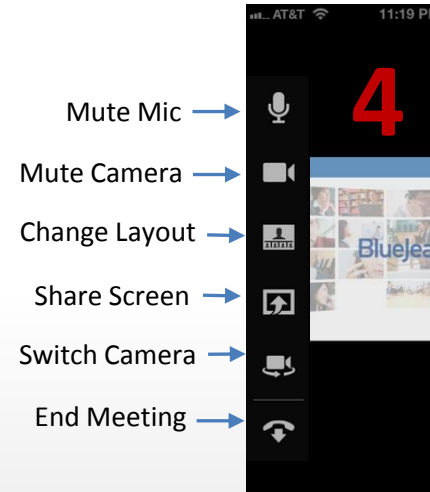 AT&T 11:19 P
4
Mute Mic
Mute Camera
Change Layout
BlueJea
Share Screen
Switch Camera
End Meeting